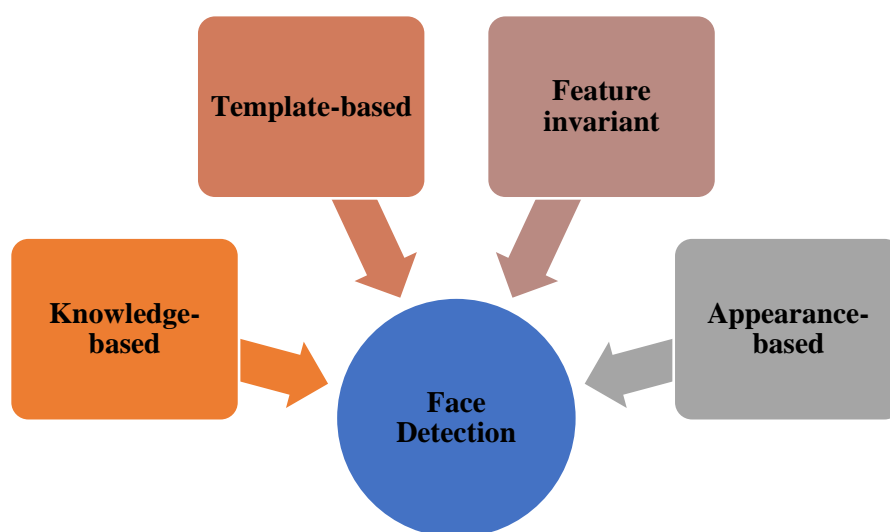 Template-based
Feature
invariant
Knowledge-
based
Appearance-
based
Face
Detection